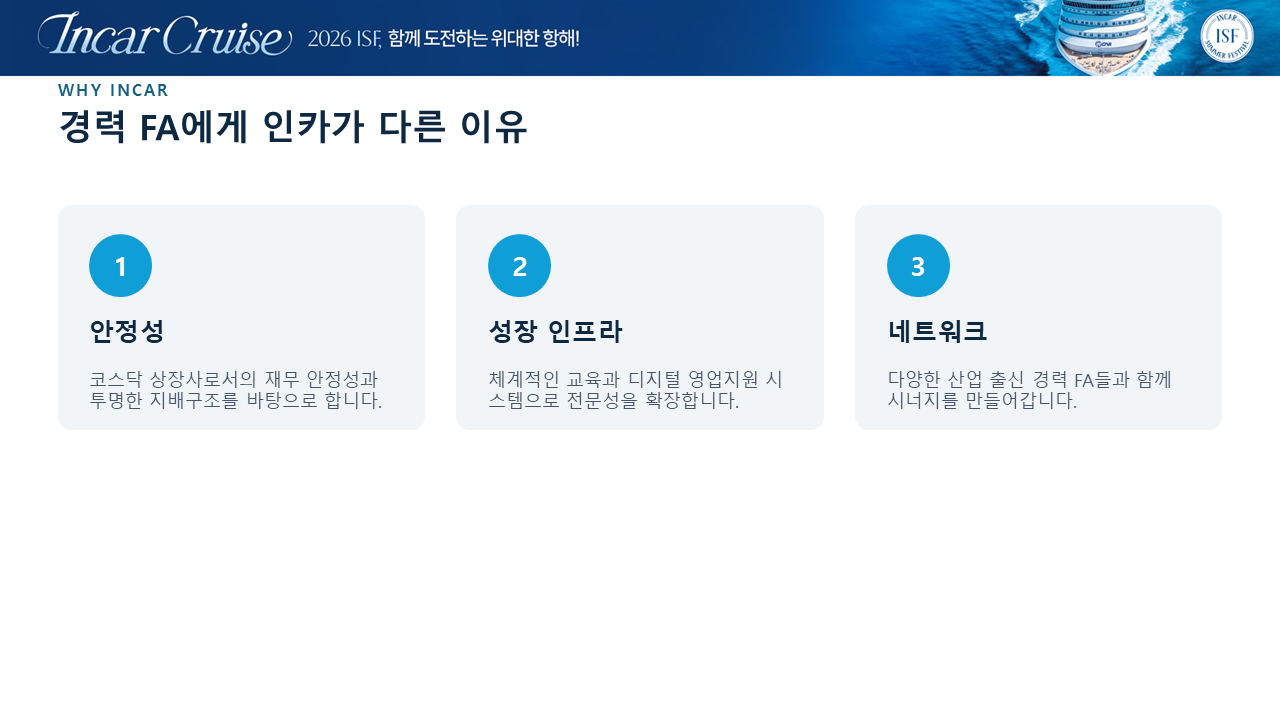 Incar Cruise 2026 ISF, 함께 도전하는 위대한 항해!
INCAR
ISF
SUMMER FESTIVAL
WHY INCAR
경력 FA에게 인카가 다른 이유
1
안정성
코스닥 상장사로서의 재무 안정성과
투명한 지배구조를 바탕으로 합니다.
2
성장 인프라
체계적인 교육과 디지털 영업지원 시
스템으로 전문성을 확장합니다.
3
네트워크
다양한 산업 출신 경력 FA들과 함께
시너지를 만들어갑니다.